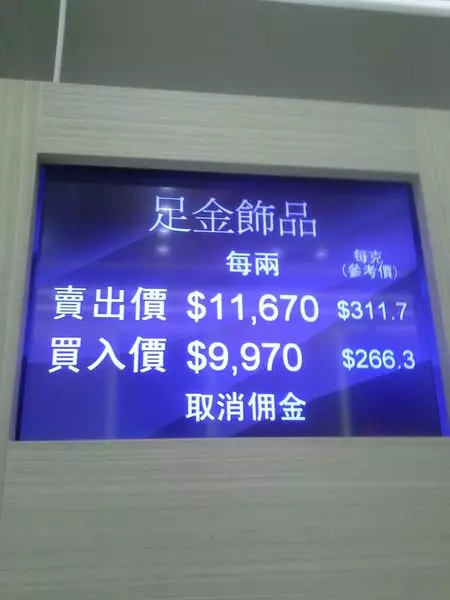 足金飾品
每兩 每克
(參考價)
賣出價 $11,670 $311.7
買入價 $9,970 $266.3
取消佣金